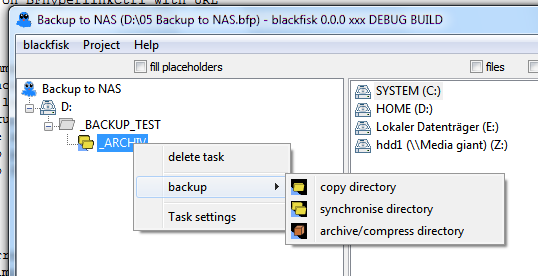 Backup to NAS (D:\05 Backup to NAS.bfp) - blackfisk 0.0.0 xxx DEBUG BUILD
blackfisk Project Help
fill placeholders
files
Backup to NAS
D:
_BACKUP_TEST
_ARCHIV
SYSTEM (C:)
HOME (D:)
Lokaler Datenträger (E:)
hdd1 (\\Media giant) (Z:)
delete task
backup
Task settings
copy directory
synchronise directory
archive/compress directory